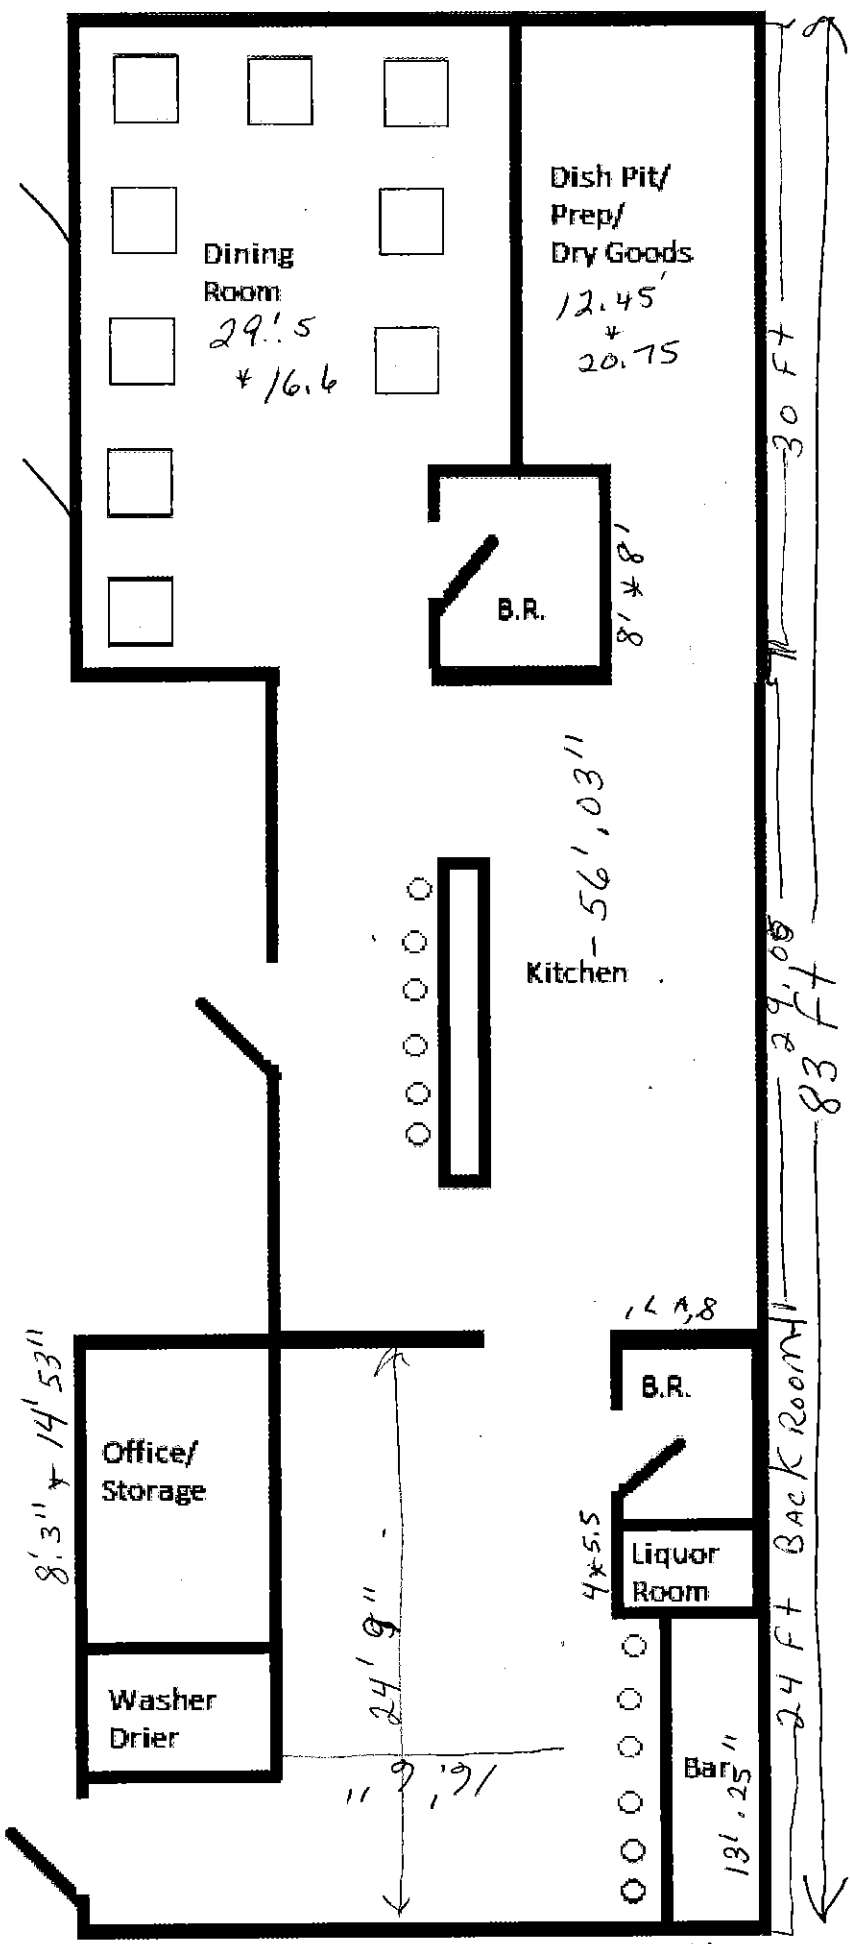 Dish Pit/
Prep/
Dry Goods
12.45'
*
20.75
Dining
Room
29'.5
* 16.6
30 Ft
8' * 8'
B.R.
- 56',03"
Kitchen
83 Ft
8'.3" * 14' 53"
B.R.
Office/
Storage
24 Ft BACK ROOM
4 * 5.5
Liquor
Room
24' 9"
Washer
Drier
16'. 6"
Bar
13'.25"